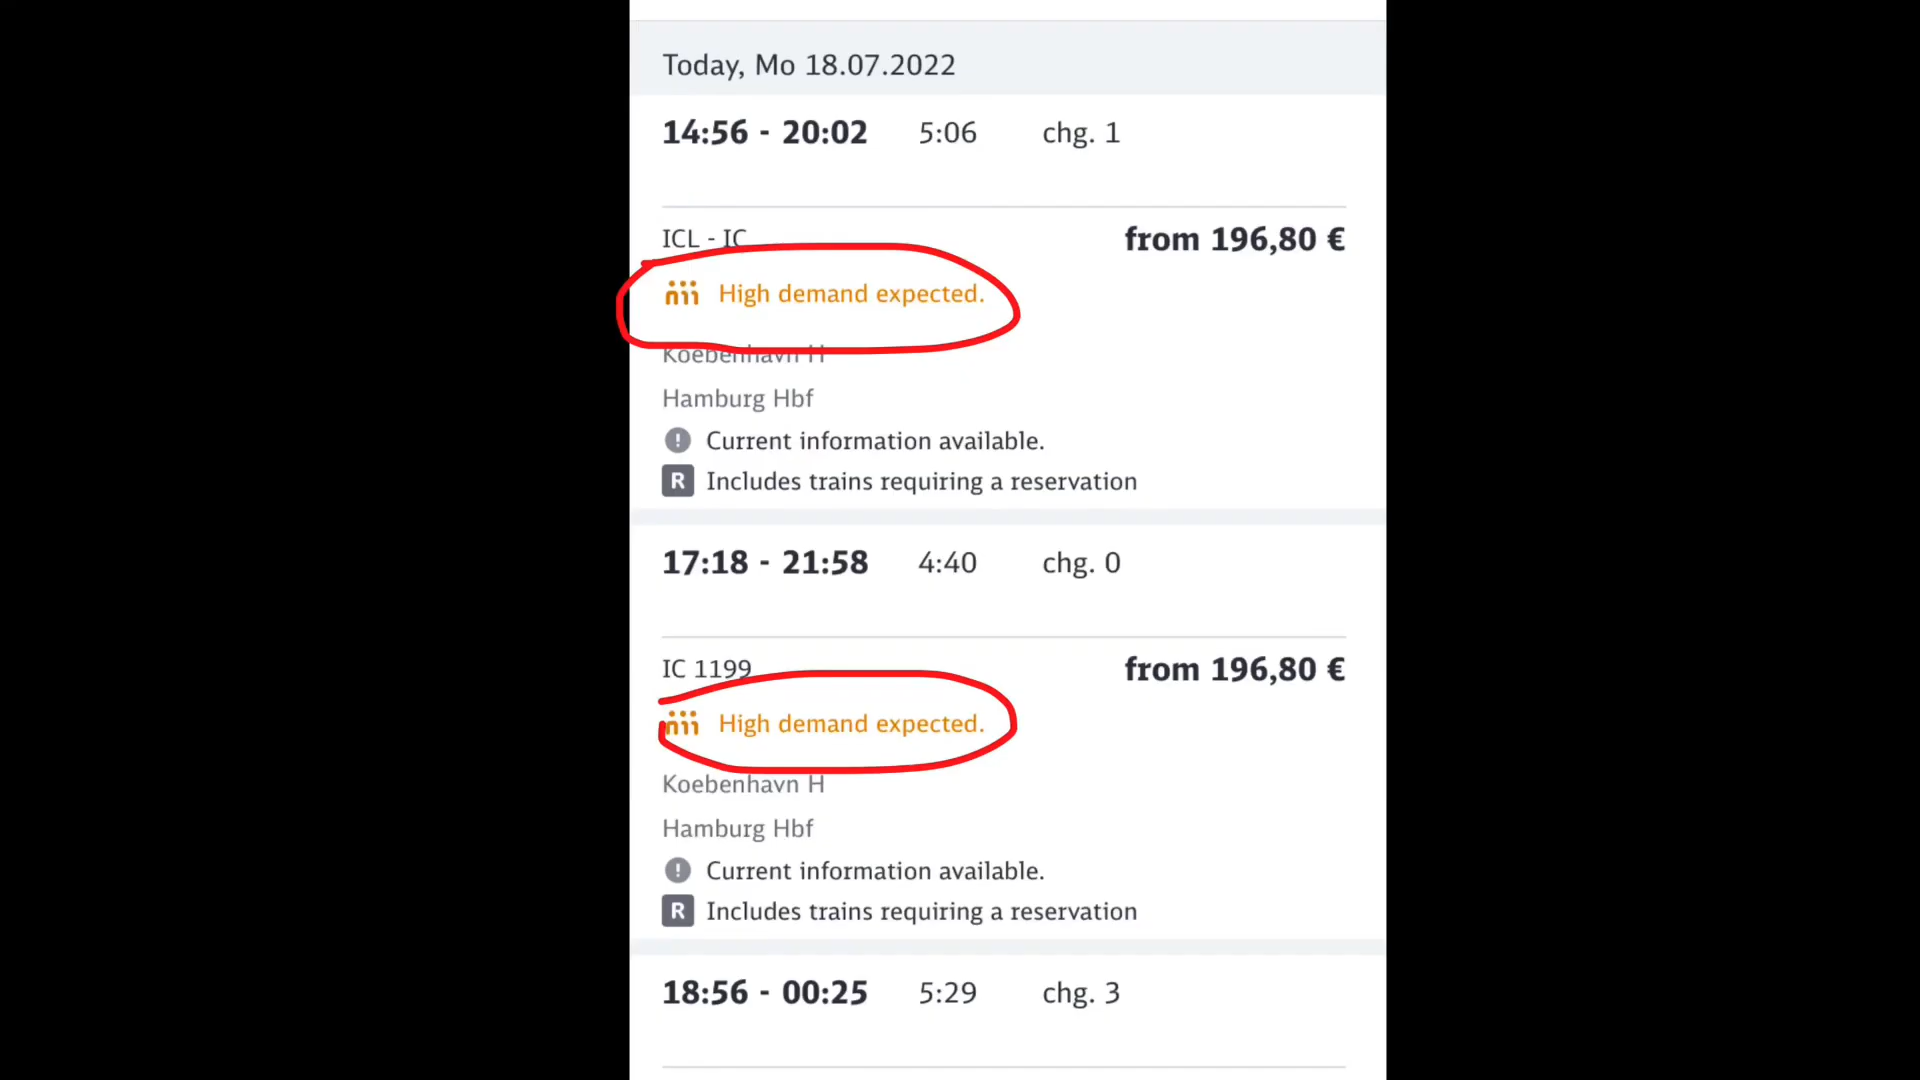 Today, Mo 18.07.2022
14:56 - 20:02 5:06 chg. 1
ICL - IC from 196,80 €
High demand expected.
Koebenhavn H
Hamburg Hbf
! Current information available.
R Includes trains requiring a reservation
17:18 - 21:58 4:40 chg. 0
IC 1199 from 196,80 €
High demand expected.
Koebenhavn H
Hamburg Hbf
! Current information available.
R Includes trains requiring a reservation
18:56 - 00:25 5:29 chg. 3